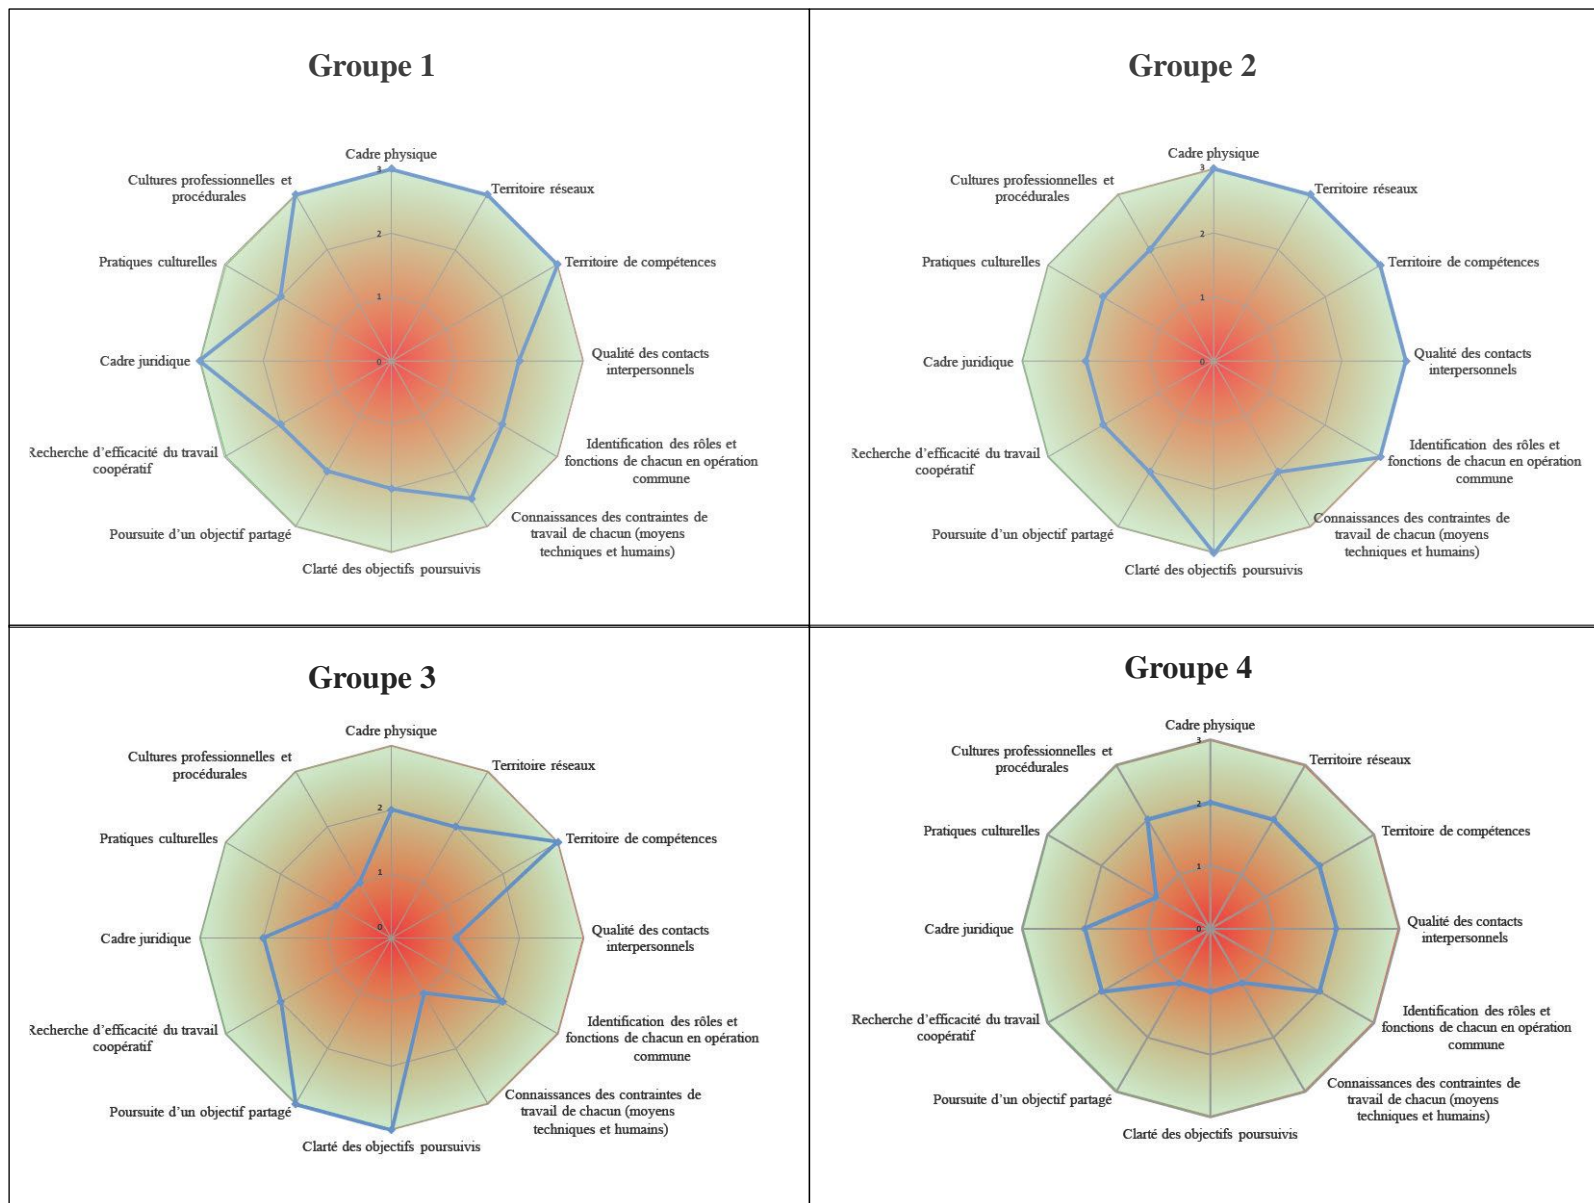 Groupe 1
Cadre physique
3
Territoire réseaux
Territoire de compétences
Qualité des contacts
interpersonnels
Identification des rôles et
fonctions de chacun en opération
commune
Connaissances des contraintes de
travail de chacun (moyens
techniques et humains)
Clarté des objectifs poursuivis
Poursuite d'un objectif partagé
Recherche d'efficacité du travail
coopératif
Cadre juridique
Pratiques culturelles
Cultures professionnelles et
procédurales
2
1
0
Groupe 2
Cadre physique
3
Territoire réseaux
Territoire de compétences
Qualité des contacts
interpersonnels
Identification des rôles et
fonctions de chacun en opération
commune
Connaissances des contraintes de
travail de chacun (moyens
techniques et humains)
Clarté des objectifs poursuivis
Poursuite d'un objectif partagé
Recherche d'efficacité du travail
coopératif
Cadre juridique
Pratiques culturelles
Cultures professionnelles et
procédurales
2
1
0
Groupe 3
Cadre physique
Territoire réseaux
Territoire de compétences
Qualité des contacts
interpersonnels
Identification des rôles et
fonctions de chacun en opération
commune
Connaissances des contraintes de
travail de chacun (moyens
techniques et humains)
Clarté des objectifs poursuivis
Poursuite d'un objectif partagé
Recherche d'efficacité du travail
coopératif
Cadre juridique
Pratiques culturelles
Cultures professionnelles et
procédurales
2
1
0
Groupe 4
Cadre physique
3
Territoire réseaux
Territoire de compétences
Qualité des contacts
interpersonnels
Identification des rôles et
fonctions de chacun en opération
commune
Connaissances des contraintes de
travail de chacun (moyens
techniques et humains)
Clarté des objectifs poursuivis
Poursuite d'un objectif partagé
Recherche d'efficacité du travail
coopératif
Cadre juridique
Pratiques culturelles
Cultures professionnelles et
procédurales
2
1
0